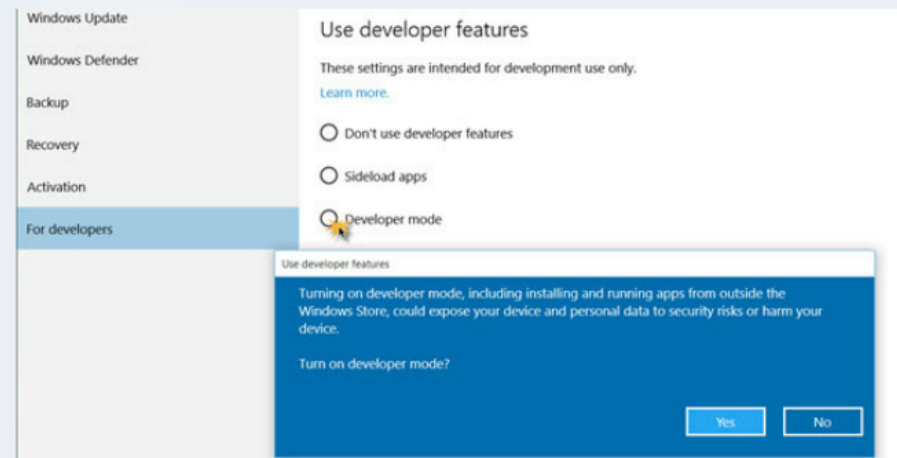 Windows Update
Windows Defender
Backup
Recovery
Activation
For developers
Use developer features
These settings are intended for development use only.
Learn more.
Don't use developer features
Sideload apps
Developer mode
Use developer features
Turning on developer mode, including installing and running apps from outside the
Windows Store, could expose your device and personal data to security risks or harm your
device.
Turn on developer mode?
Yes
No